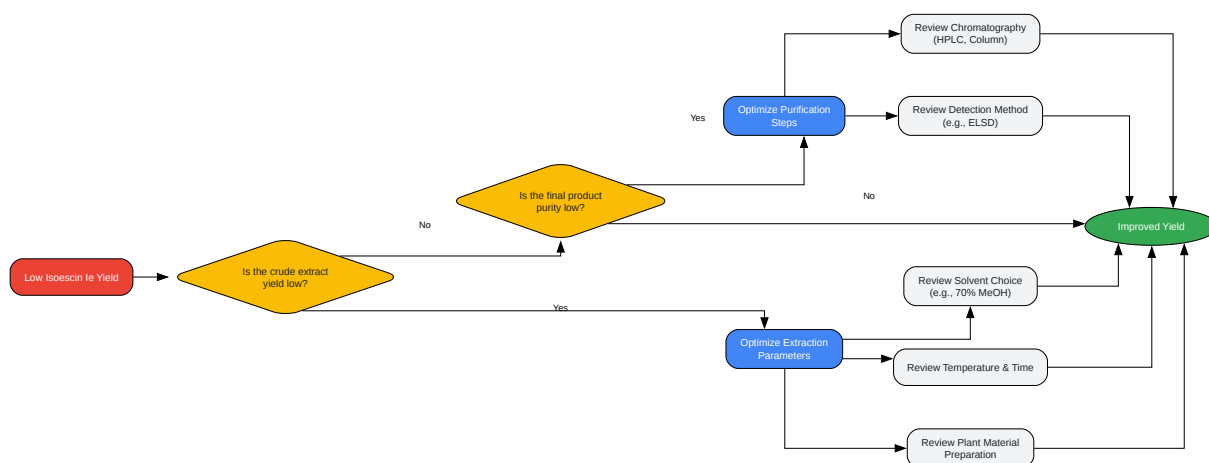 Review Chromatography
(HPLC, Column)
Optimize Purification
Steps
Review Detection Method
(e.g., ELSD)
Yes
Is the final product
purity low?
No
No
Improved Yield
Low Isoescin Ie Yield
Is the crude extract
yield low?
Review Solvent Choice
(e.g., 70% MeOH)
Yes
Optimize Extraction
Parameters
Review Temperature & Time
Review Plant Material
Preparation